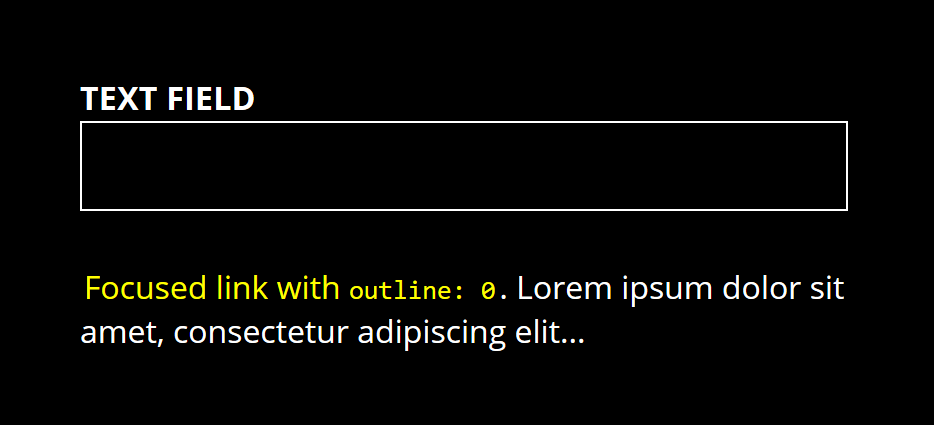 TEXT FIELD
Focused link with outline: 0. Lorem ipsum dolor sit
amet, consectetur adipiscing elit...